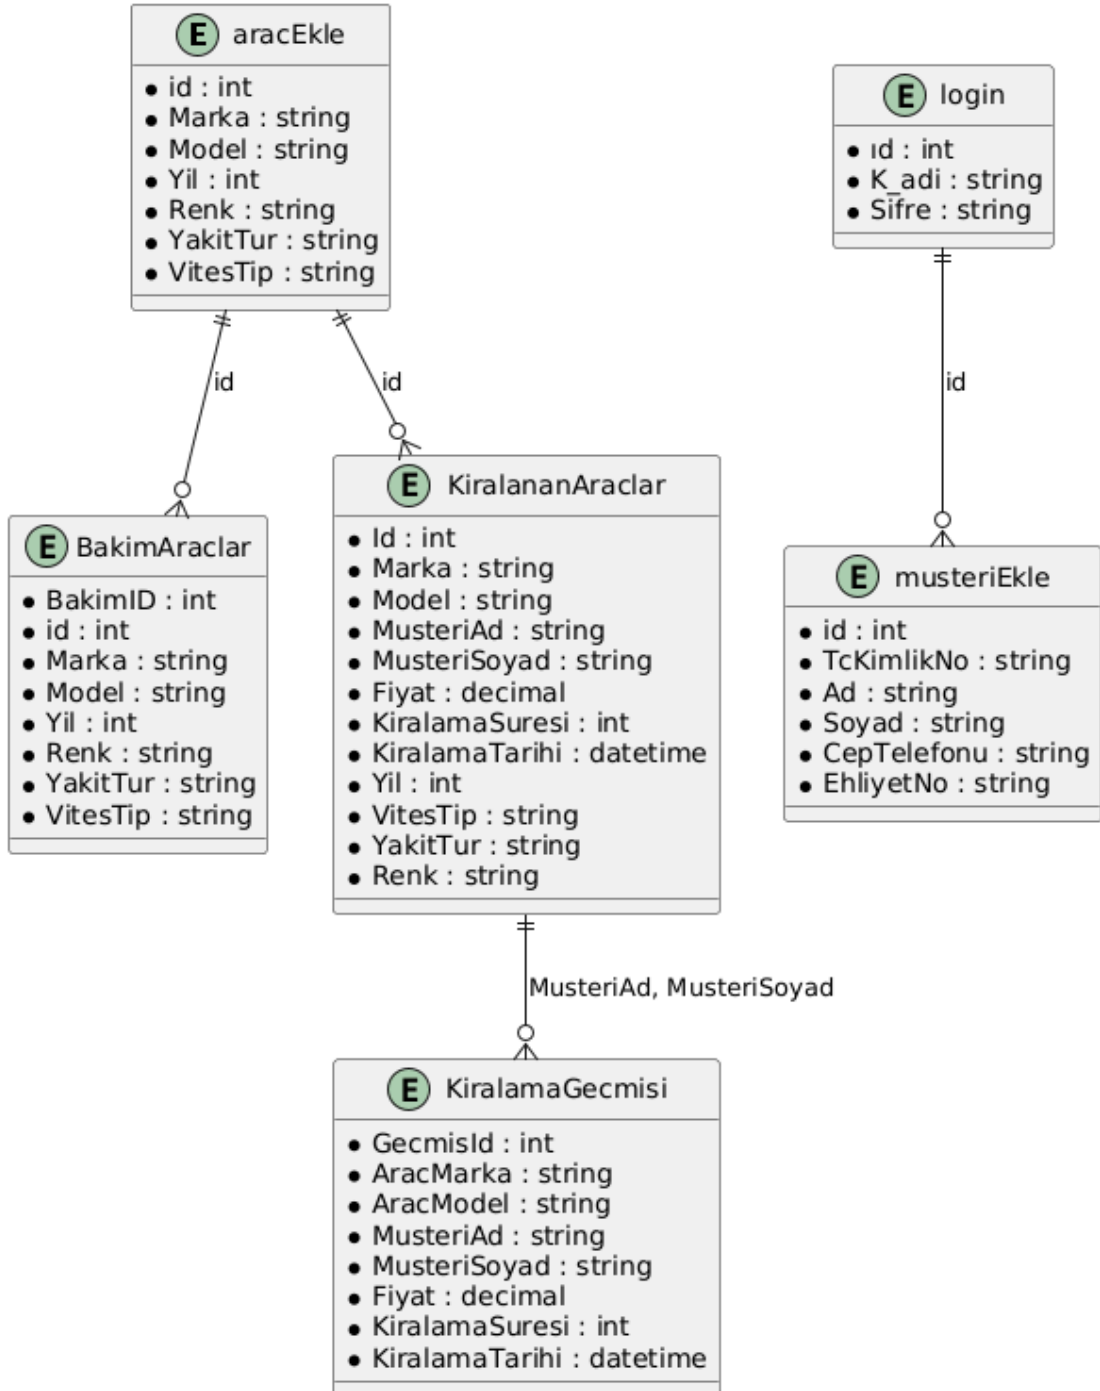 E aracEkle
id : int
Marka : string
Model : string
Yil : int
Renk : string
YakitTur : string
VitesTip : string
E login
ıd : int
K_adi : string
Sifre : string
id
id
id
E BakimAraclar
BakimID : int
id : int
Marka : string
Model : string
Yil : int
Renk : string
YakitTur : string
VitesTip : string
E KiralananAraclar
Id : int
Marka : string
Model : string
MusteriAd : string
MusteriSoyad : string
Fiyat : decimal
KiralamaSuresi : int
KiralamaTarihi : datetime
Yil : int
VitesTip : string
YakitTur : string
Renk : string
E musteriEkle
id : int
TcKimlikNo : string
Ad : string
Soyad : string
CepTelefonu : string
EhliyetNo : string
MusteriAd, MusteriSoyad
E KiralamaGecmisi
GecmisId : int
AracMarka : string
AracModel : string
MusteriAd : string
MusteriSoyad : string
Fiyat : decimal
KiralamaSuresi : int
KiralamaTarihi : datetime